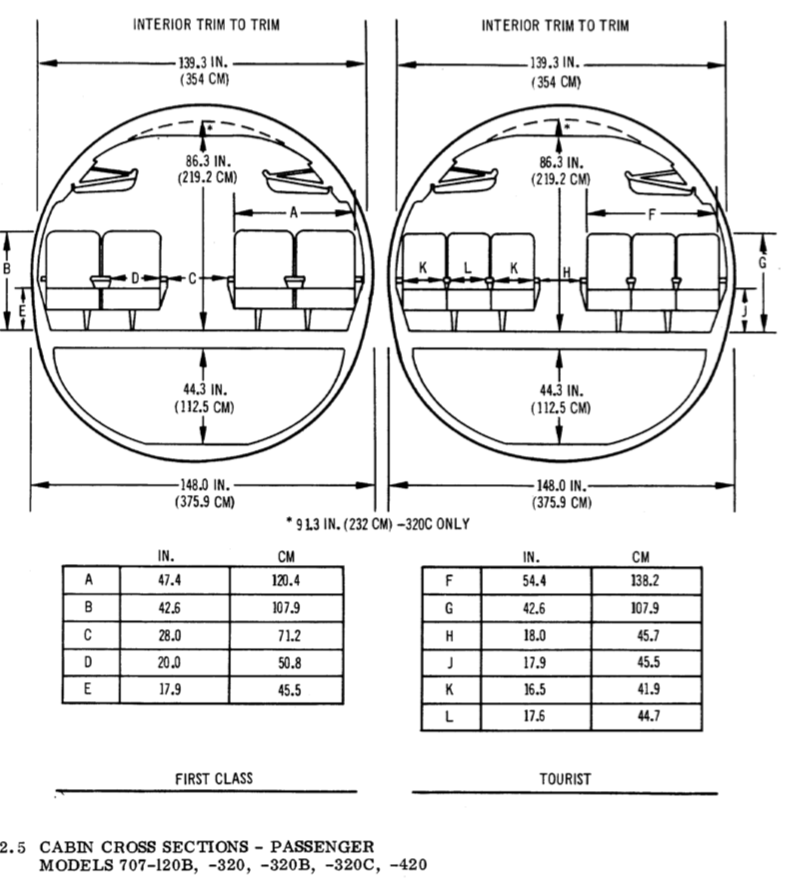 INTERIOR TRIM TO TRIM
139.3 IN.
(354 CM)
*
86.3 IN.
(219.2 CM)
A
B
D
C
E
44.3 IN.
(112.5 CM)
148.0 IN.
(375.9 CM)
INTERIOR TRIM TO TRIM
139.3 IN.
(354 CM)
*
86.3 IN.
(219.2 CM)
F
K
L
K
H
G
J
44.3 IN.
(112.5 CM)
148.0 IN.
(375.9 CM)
* 91.3 IN. (232 CM) -320C ONLY
IN. CM
A 47.4 120.4
B 42.6 107.9
C 28.0 71.2
D 20.0 50.8
E 17.9 45.5
FIRST CLASS
IN. CM
F 54.4 138.2
G 42.6 107.9
H 18.0 45.7
J 17.9 45.5
K 16.5 41.9
L 17.6 44.7
TOURIST
2.5 CABIN CROSS SECTIONS - PASSENGER
MODELS 707-120B, -320, -320B, -320C, -420